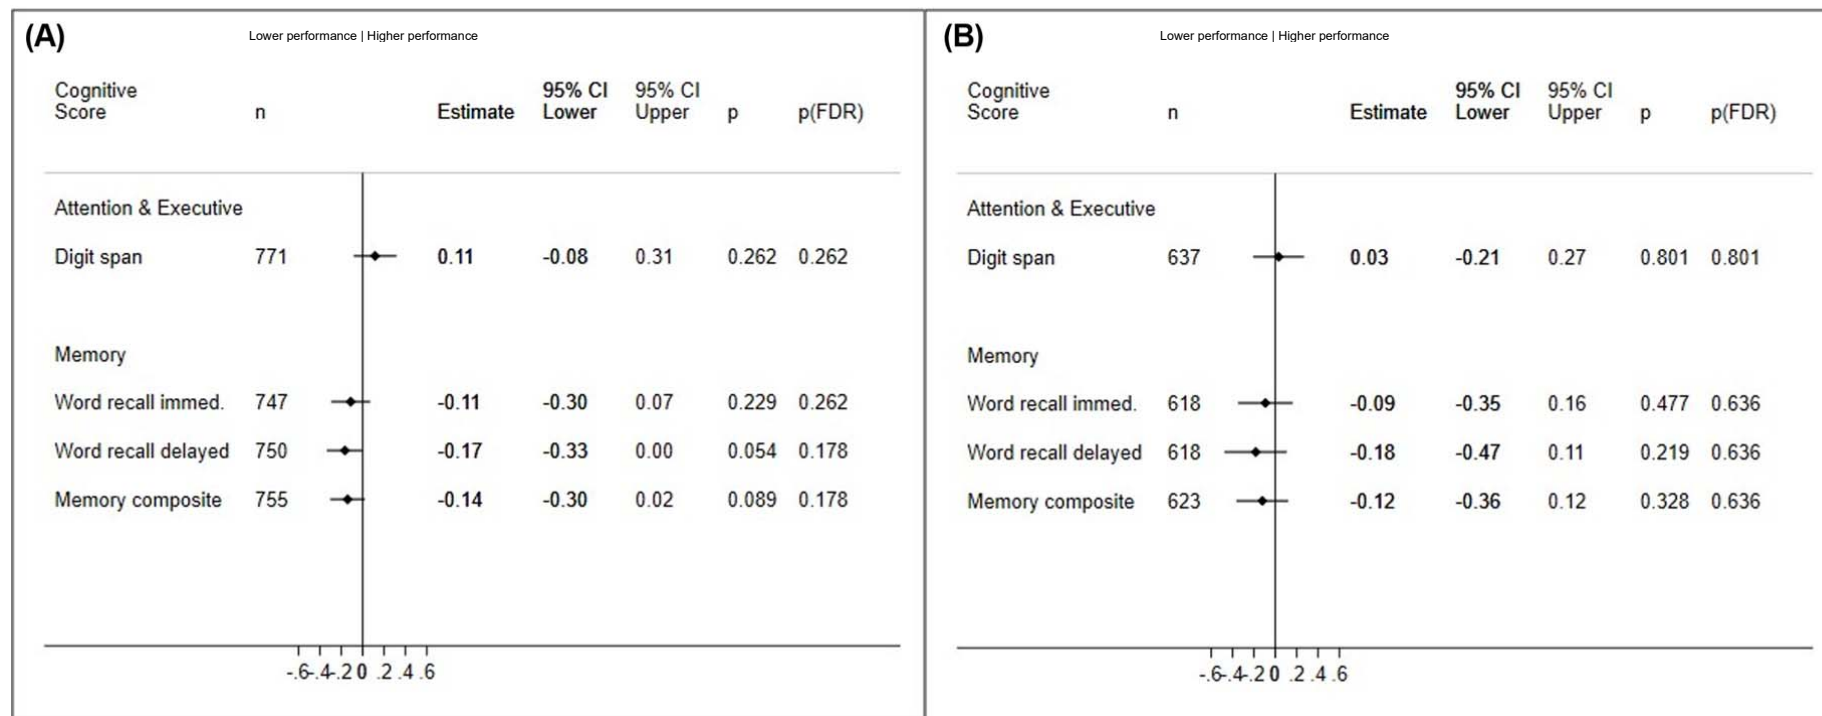 (A)
Lower performance | Higher performance
Cognitive Score n Estimate 95% CI Lower 95% CI Upper p p(FDR)
Attention & Executive
Digit span 771 0.11 -0.08 0.31 0.262 0.262
Memory
Word recall immed. 747 -0.11 -0.30 0.07 0.229 0.262
Word recall delayed 750 -0.17 -0.33 0.00 0.054 0.178
Memory composite 755 -0.14 -0.30 0.02 0.089 0.178
-.6 -.4 -.2 0 .2 .4 .6
(B)
Lower performance | Higher performance
Cognitive Score n Estimate 95% CI Lower 95% CI Upper p p(FDR)
Attention & Executive
Digit span 637 0.03 -0.21 0.27 0.801 0.801
Memory
Word recall immed. 618 -0.09 -0.35 0.16 0.477 0.636
Word recall delayed 618 -0.18 -0.47 0.11 0.219 0.636
Memory composite 623 -0.12 -0.36 0.12 0.328 0.636
-.6 -.4 -.2 0 .2 .4 .6